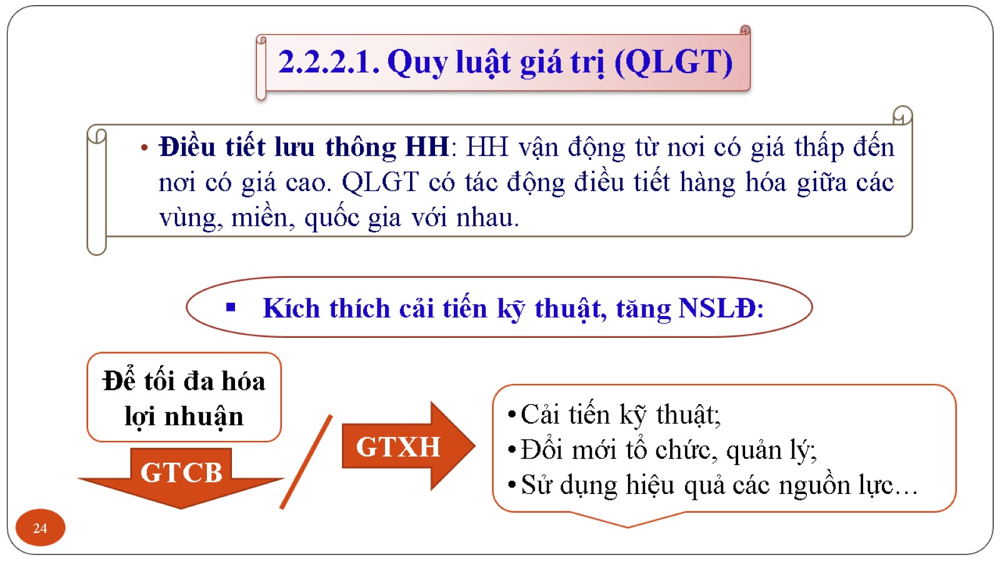 2.2.2.1. Quy luật giá trị (QLGT)
• Điều tiết lưu thông HH: HH vận động từ nơi có giá thấp đến
nơi có giá cao. QLGT có tác động điều tiết hàng hóa giữa các
vùng, miền, quốc gia với nhau.
▪ Kích thích cải tiến kỹ thuật, tăng NSLĐ:
Để tối đa hóa
lợi nhuận
GTCB
GTXH
•Cải tiến kỹ thuật;
•Đổi mới tổ chức, quản lý;
•Sử dụng hiệu quả các nguồn lực…
24